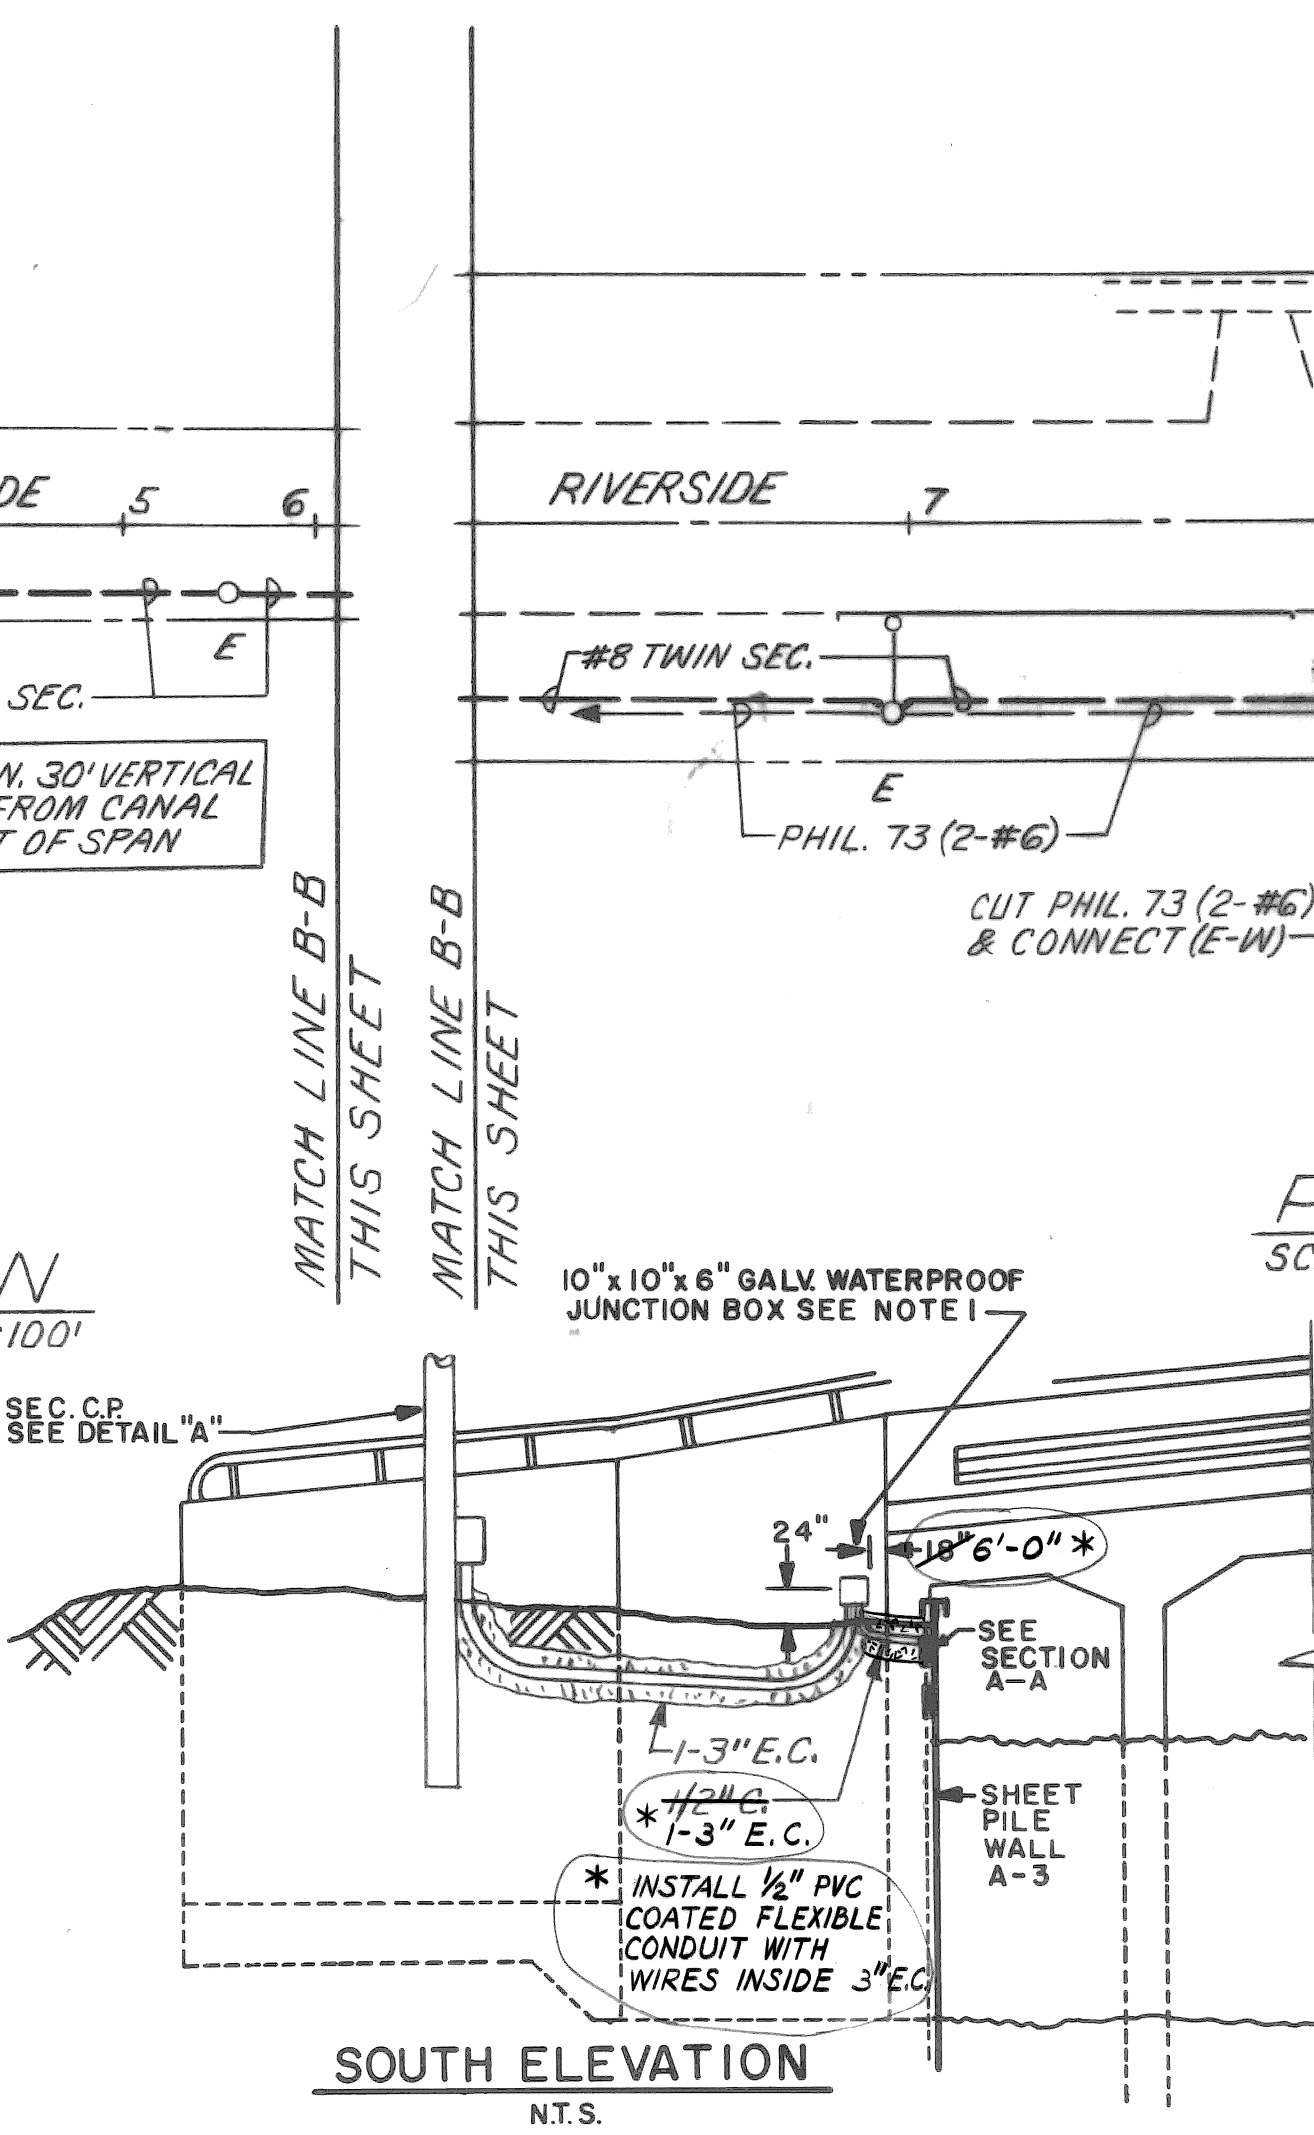 DE
5
6
RIVERSIDE
7
E
#8 TWIN SEC.
SEC.
N. 30' VERTICAL
FROM CANAL
T OF SPAN
E
PHIL. 73 (2-#6)
CUT PHIL. 73 (2-#6)
& CONNECT (E-W)
MATCH LINE B-B
THIS SHEET
MATCH LINE B-B
THIS SHEET
N
100'
SC
10" x 10" x 6" GALV. WATERPROOF
JUNCTION BOX SEE NOTE 1
SEC. C.P.
SEE DETAIL "A"
24"
18" 6'-0" *
SEE
SECTION
A-A
1-3" E.C.
1/2" C.
* 1-3" E.C.
SHEET
PILE
WALL
A-3
* INSTALL 1/2" PVC
COATED FLEXIBLE
CONDUIT WITH
WIRES INSIDE 3" E.C.
SOUTH ELEVATION
N.T.S.